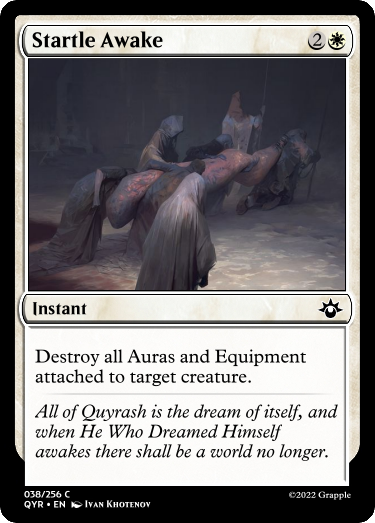 Startle Awake 2
Instant
Destroy all Auras and Equipment
attached to target creature.
All of Quyrash is the dream of itself, and
when He Who Dreamed Himself
awakes there shall be a world no longer.
038/256 C
QYR • EN Ivan Khotenov
©2022 Grapple